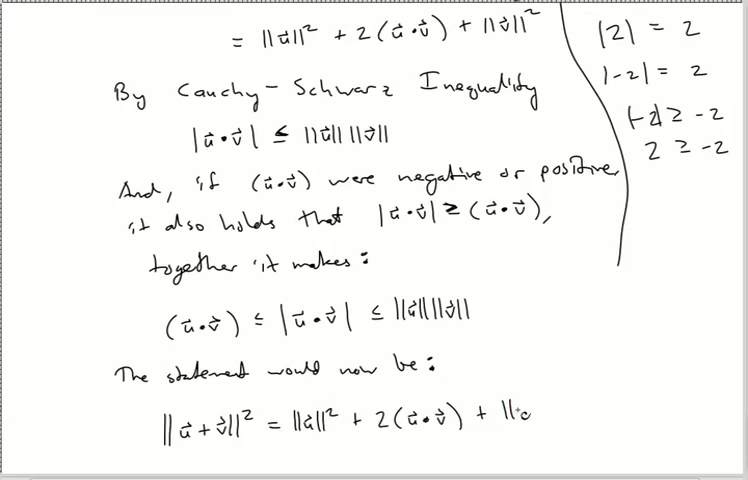 = ||u⃗||² + 2(u⃗•v⃗) + ||v⃗||²
By Cauchy-Schwarz Inequality
|u⃗•v⃗| ≤ ||u⃗|| ||v⃗||
And, if (u⃗•v⃗) were negative or positive,
it also holds that |u⃗•v⃗| ≥ (u⃗•v⃗),
together it makes:
(u⃗•v⃗) ≤ |u⃗•v⃗| ≤ ||u⃗|| ||v⃗||
The statement would now be:
||u⃗+v⃗||² = ||u⃗||² + 2(u⃗•v⃗) + ||
|2| = 2
|-2| = 2
|-2| ≥ -2
2 ≥ -2